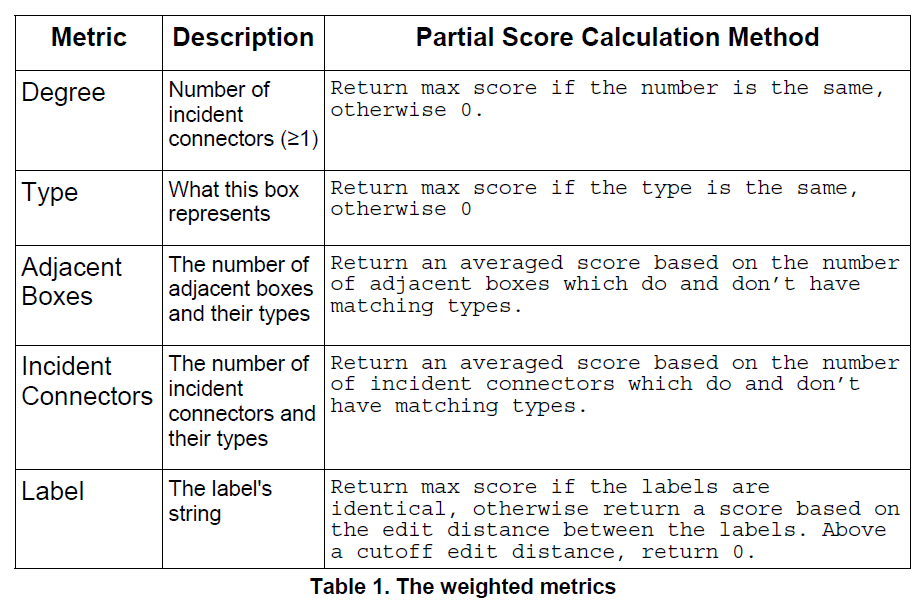 Metric Description Partial Score Calculation Method
Degree
Number of
incident
connectors (≥1)
Return max score if the number is the same,
otherwise 0.
Type
What this box
represents
Return max score if the type is the same,
otherwise 0
Adjacent
Boxes
The number of
adjacent boxes
and their types
Return an averaged score based on the number
of adjacent boxes which do and don’t have
matching types.
Incident
Connectors
The number of
incident
connectors and
their types
Return an averaged score based on the number
of incident connectors which do and don’t
have matching types.
Label
The label's
string
Return max score if the labels are
identical, otherwise return a score based on
the edit distance between the labels. Above
a cutoff edit distance, return 0.
Table 1. The weighted metrics